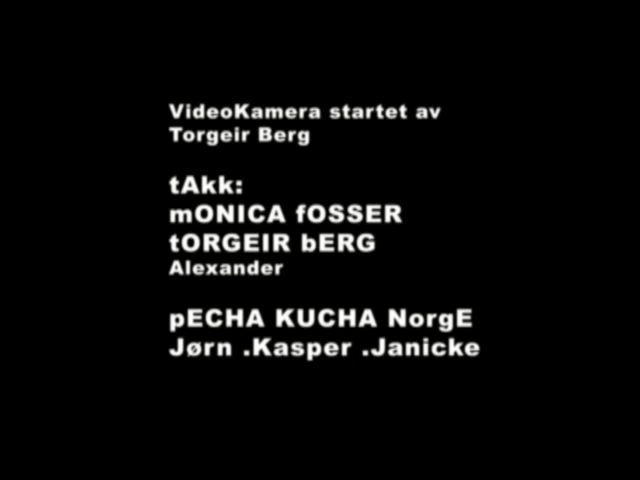 VideoKamera startet av
Torgeir Berg
tAkk:
mONICA fOSSER
tORGEIR bERG
Alexander
pECHA KUCHA NorgE
Jørn .Kasper .Janicke